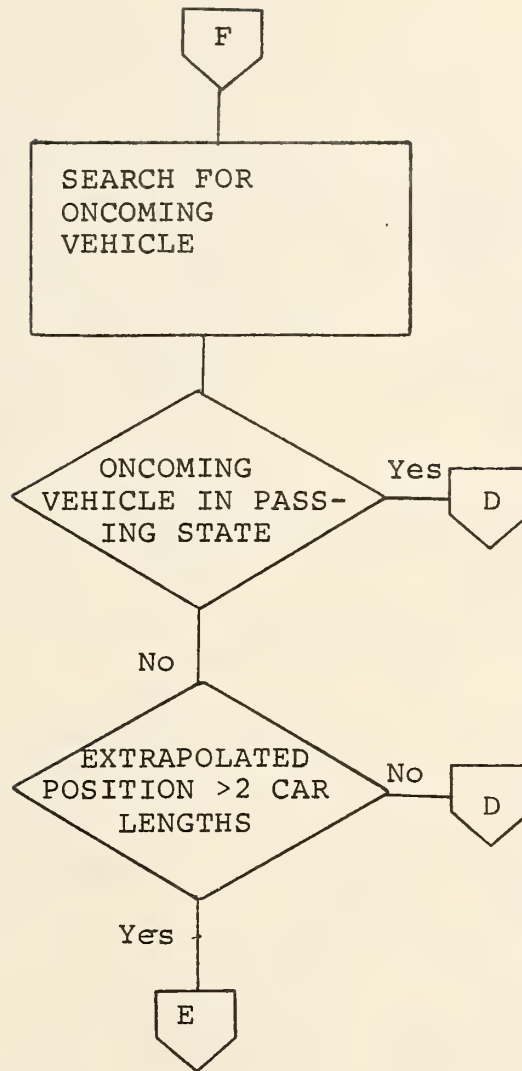 F
SEARCH FOR
ONCOMING
VEHICLE
ONCOMING
VEHICLE IN PASS-
ING STATE
Yes
D
No
EXTRAPOLATED
POSITION >2 CAR
LENGTHS
No
D
Yes
E